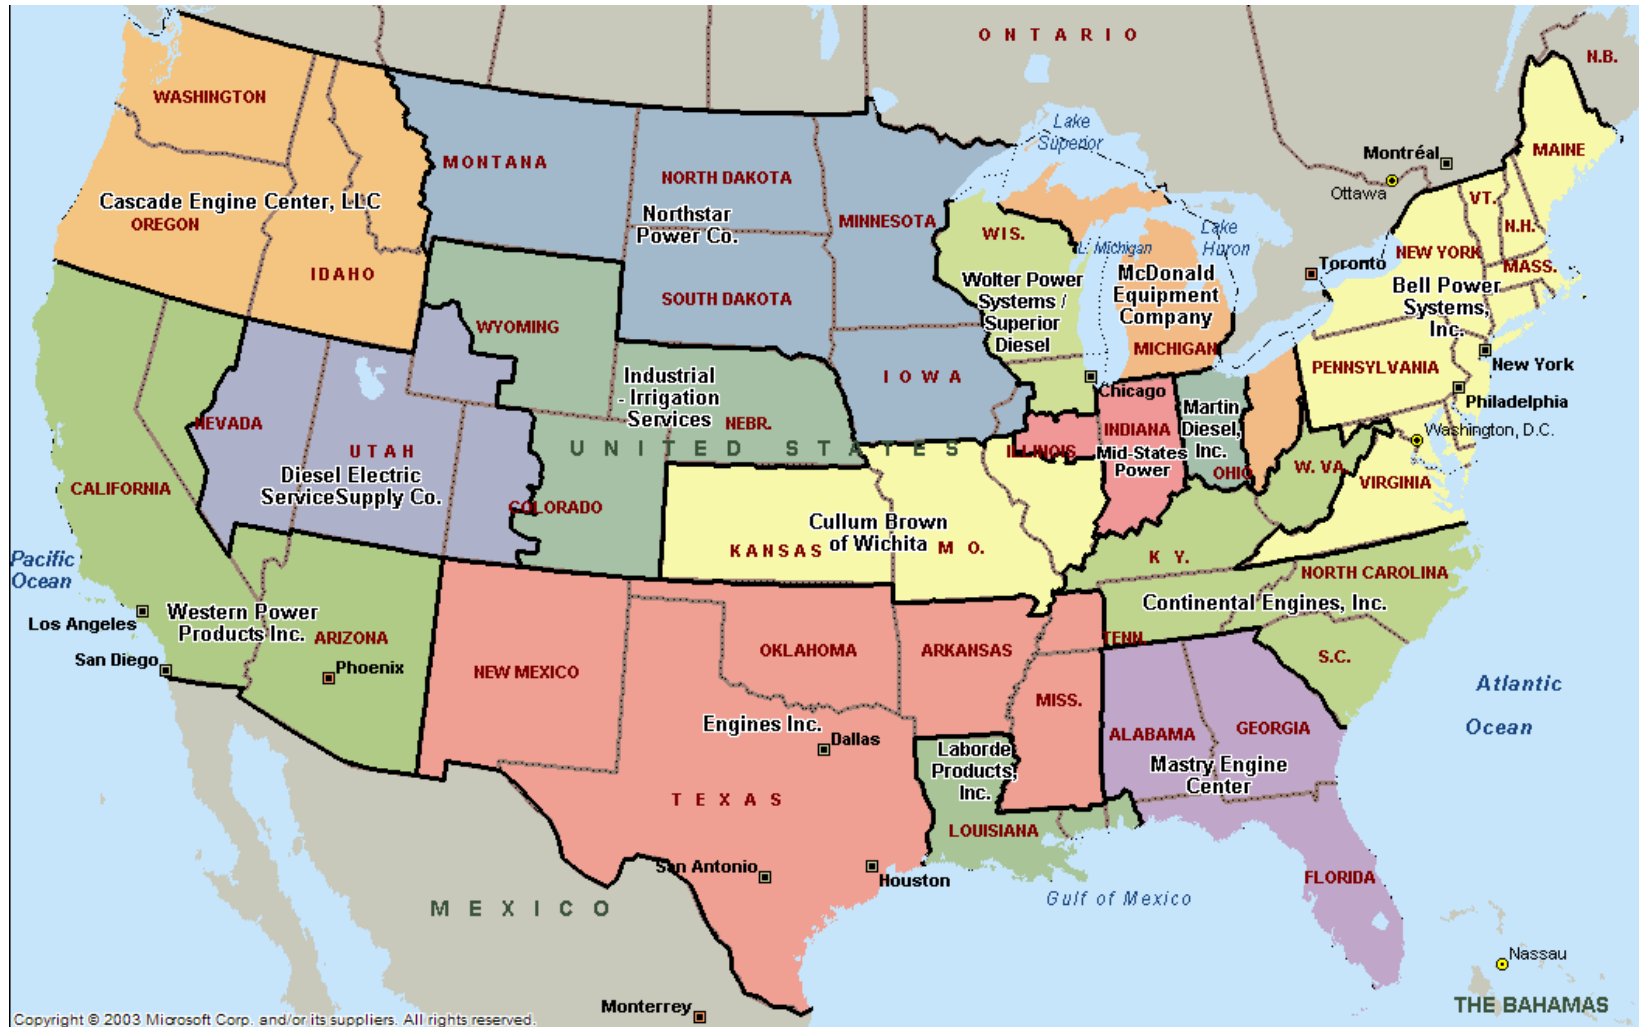 ONTARIO
N.B.
WASHINGTON
Lake
Superior
MAINE
Montréal
MONTANA
NORTH DAKOTA
Ottawa
VT.
Cascade Engine Center, LLC
OREGON
Northstar
Power Co.
MINNESOTA
WIS.
L. Michigan
Lake
Huron
N.H.
NEW YORK
MASS.
Toronto
IDAHO
SOUTH DAKOTA
Wolter Power
Systems /
Superior
Diesel
McDonald
Equipment
Company
MICHIGAN
Bell Power
Systems,
Inc.
WYOMING
IOWA
PENNSYLVANIA
New York
Industrial
- Irrigation
Services
NEBR.
Chicago
Philadelphia
NEVADA
UTAH
UNITED STATES
ILLINOIS
INDIANA
Mid-States
Power
Martin
Diesel,
Inc.
OHIO
Washington, D.C.
W. VA.
VIRGINIA
CALIFORNIA
Diesel Electric
ServiceSupply Co.
COLORADO
Cullum Brown
of Wichita
KANSAS
MO.
KY.
Pacific
Ocean
NORTH CAROLINA
Continental Engines, Inc.
Los Angeles
Western Power
Products Inc.
ARIZONA
TENN.
San Diego
Phoenix
NEW MEXICO
OKLAHOMA
ARKANSAS
S.C.
Atlantic
Ocean
MISS.
Engines Inc.
Dallas
ALABAMA
GEORGIA
Laborde
Products,
Inc.
Mastry Engine
Center
TEXAS
LOUISIANA
San Antonio
Houston
FLORIDA
MEXICO
Gulf of Mexico
Nassau
Monterrey
THE BAHAMAS
Copyright © 2003 Microsoft Corp. and/or its suppliers. All rights reserved.